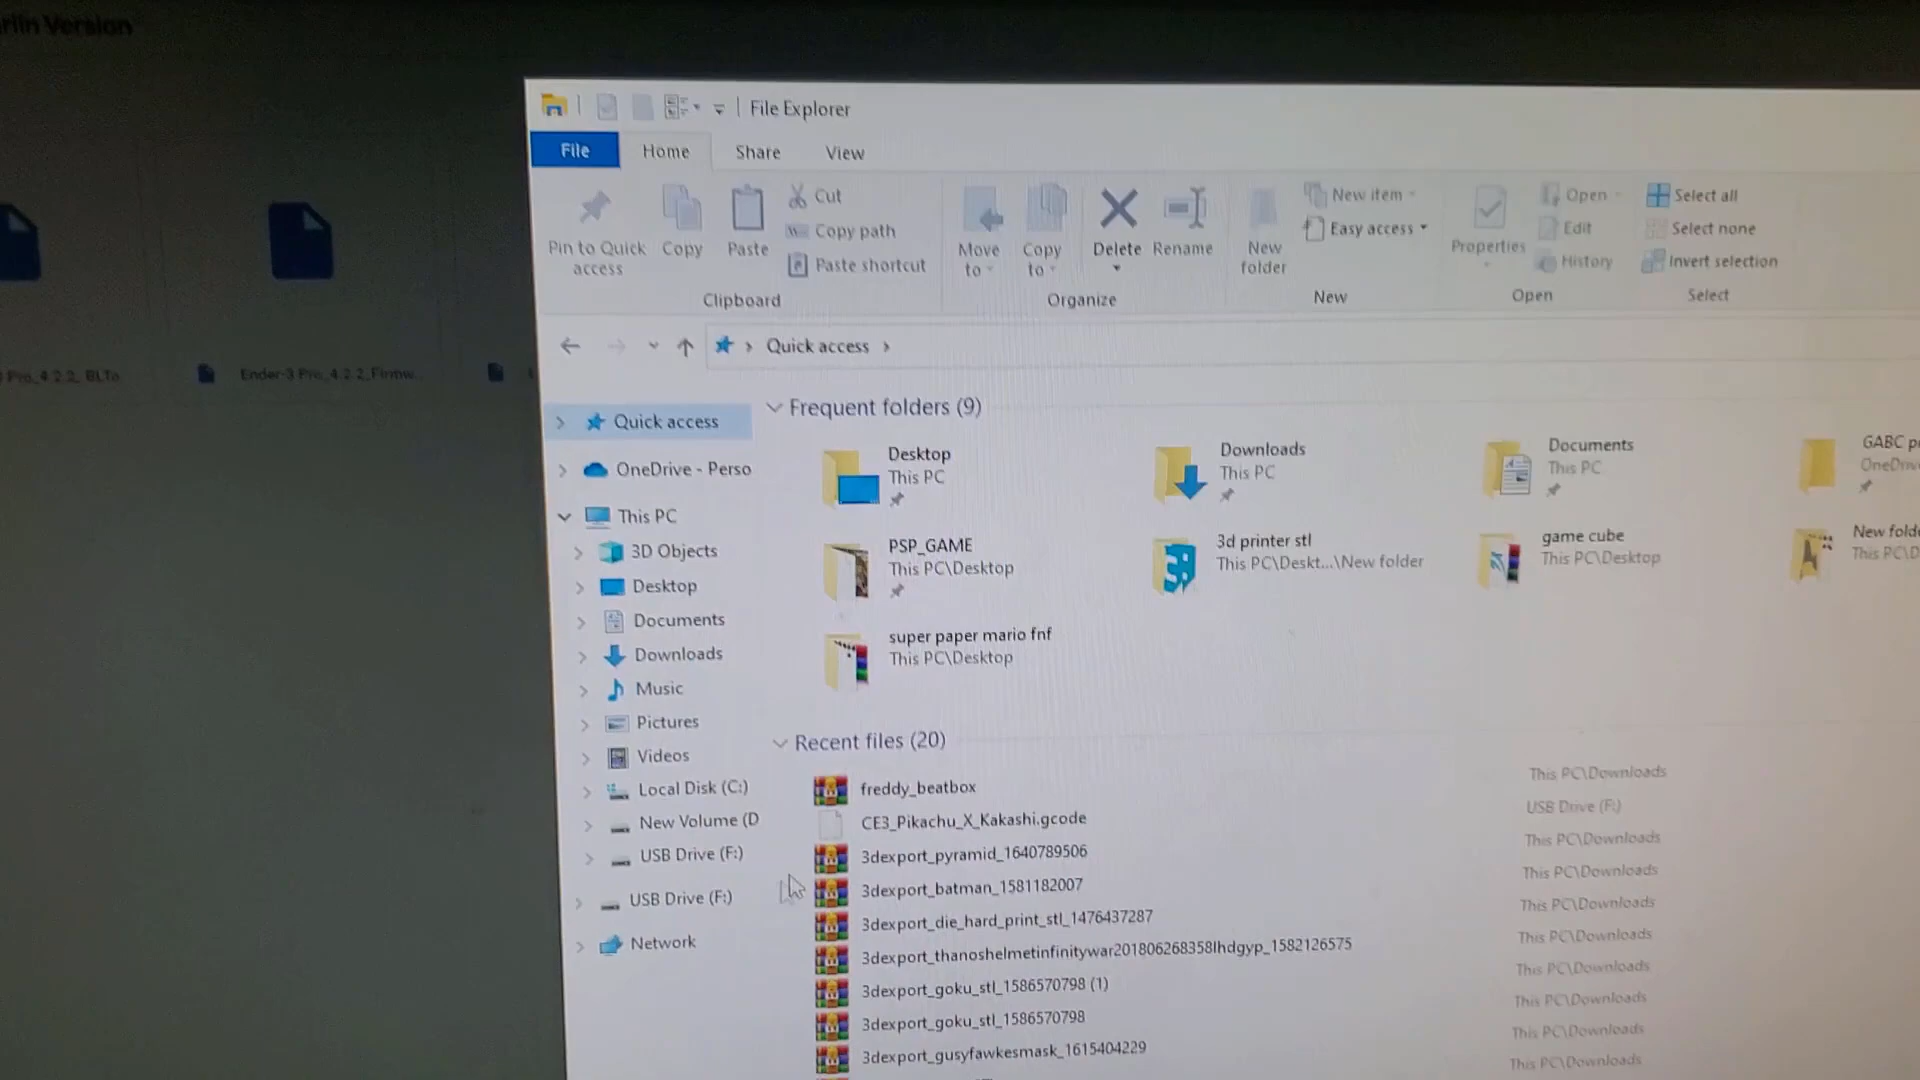 rlin Version
File Explorer
File Home Share View
Pin to Quick access
Copy
Paste
Cut
Copy path
Paste shortcut
Clipboard
Move to
Copy to
Delete
Rename
Organize
New folder
New item
Easy access
New
Properties
Open
Edit
History
Open
Select all
Select none
Invert selection
Select
Quick access
Pro_4.2.2_BLTo
Ender-3 Pro_4.2.2_Firmw...
Quick access
OneDrive - Perso
This PC
3D Objects
Desktop
Documents
Downloads
Music
Pictures
Videos
Local Disk (C:)
New Volume (D
USB Drive (F:)
USB Drive (F:)
Network
Frequent folders (9)
Desktop
This PC
Downloads
This PC
Documents
This PC
GABC p
OneDriv
PSP_GAME
This PC\Desktop
3d printer stl
This PC\Deskt...\New folder
game cube
This PC\Desktop
New fold
This PC\D
super paper mario fnf
This PC\Desktop
Recent files (20)
freddy_beatbox This PC\Downloads
CE3_Pikachu_X_Kakashi.gcode USB Drive (F:)
3dexport_pyramid_1640789506 This PC\Downloads
3dexport_batman_1581182007 This PC\Downloads
3dexport_die_hard_print_stl_1476437287 This PC\Downloads
3dexport_thanoshelmetinfinitywar201806268358lhdgyp_1582126575 This PC\Downloads
3dexport_goku_stl_1586570798 (1) This PC\Downloads
3dexport_goku_stl_1586570798 This PC\Downloads
3dexport_gusyfawkesmask_1615404229 This PC\Downloads
This PC\Downloads